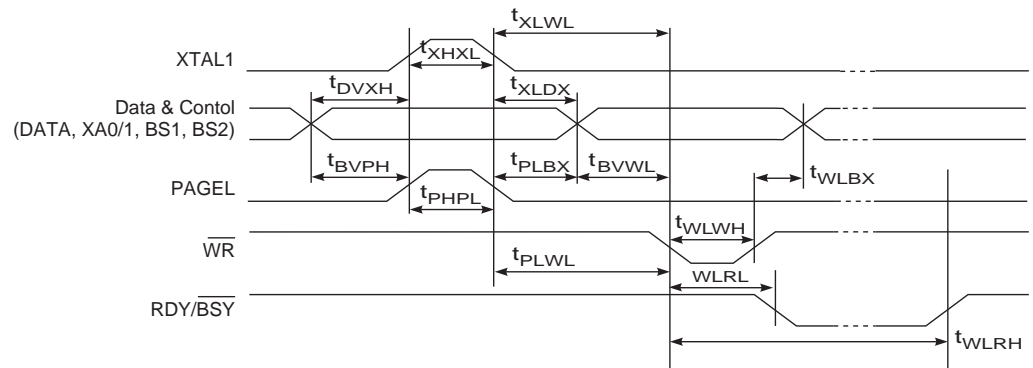 tXLWL
XTAL1
tXHXL
tDVXH
tXLDX
Data & Contol
(DATA, XA0/1, BS1, BS2)
tBVPH
tPLBX
tBVWL
tWLBX
PAGEL
tPHPL
tWLWH
WR
tPLWL
WLRL
RDY/BSY
tWLRH